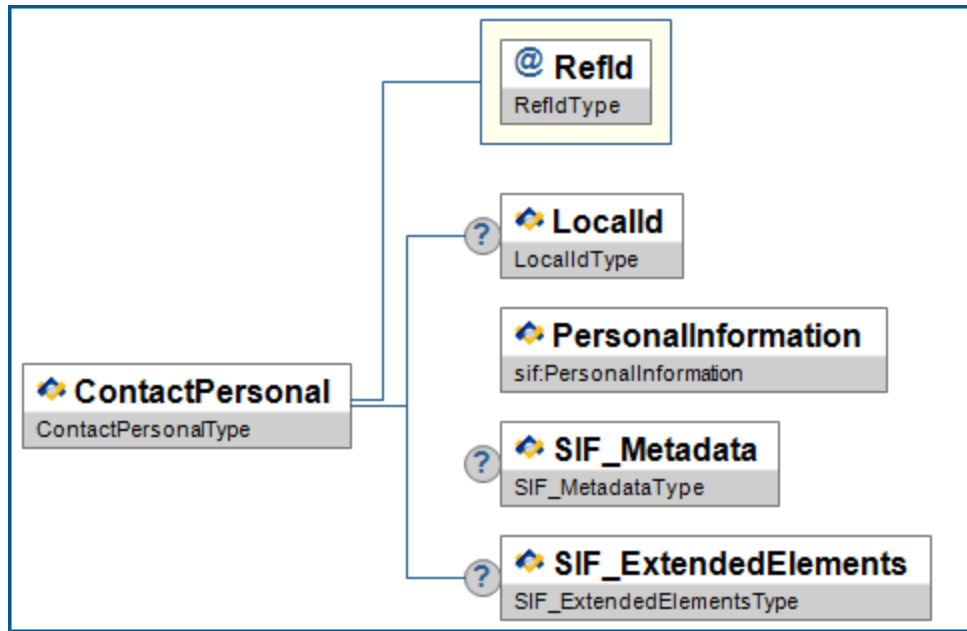 @ RefId
RefIdType
? LocalId
LocalIdType
PersonalInformation
sif:PersonalInformation
ContactPersonal
ContactPersonalType
? SIF_Metadata
SIF_MetadataType
? SIF_ExtendedElements
SIF_ExtendedElementsType